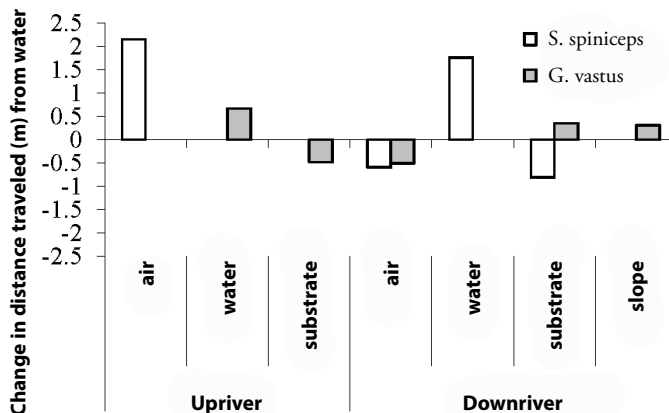 Change in distance traveled (m) from water
2.5
2
1.5
1
0.5
0
-0.5
-1
-1.5
-2
-2.5
S. spiniceps
G. vastus
air
water
substrate
air
water
substrate
slope
Upriver
Downriver